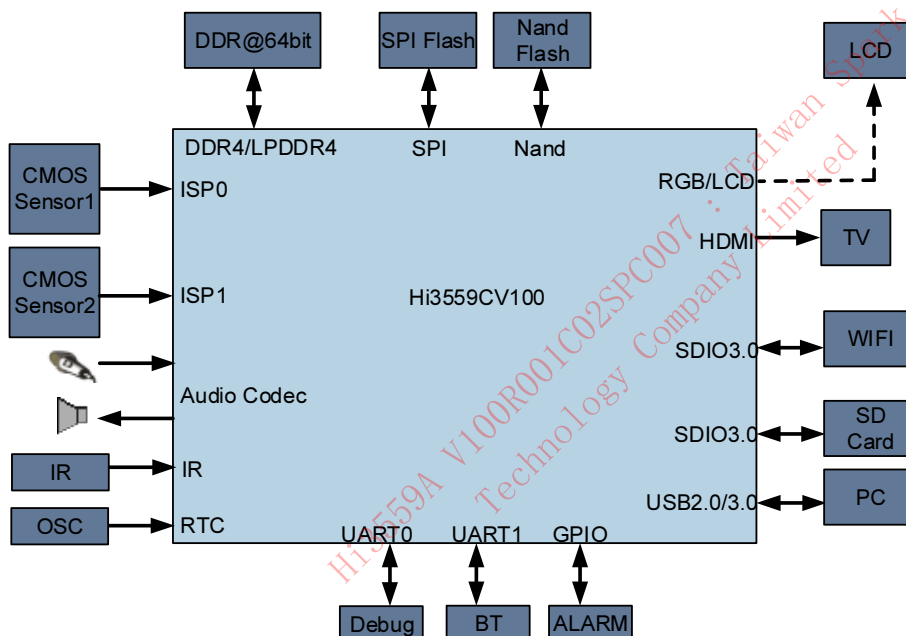 DDR@64bit
SPI Flash
Nand
Flash
LCD
DDR4/LPDDR4
SPI
Nand
CMOS
Sensor1
ISP0
RGB/LCD
HDMI
TV
CMOS
Sensor2
ISP1
Hi3559CV100
SDIO3.0
WIFI
Audio Codec
SDIO3.0
SD
Card
IR
IR
USB2.0/3.0
PC
OSC
RTC
UART0
UART1
GPIO
Debug
BT
ALARM
Hi3559A V100R001C02SPC007 : Taiwan Spark
Technology Company Limited